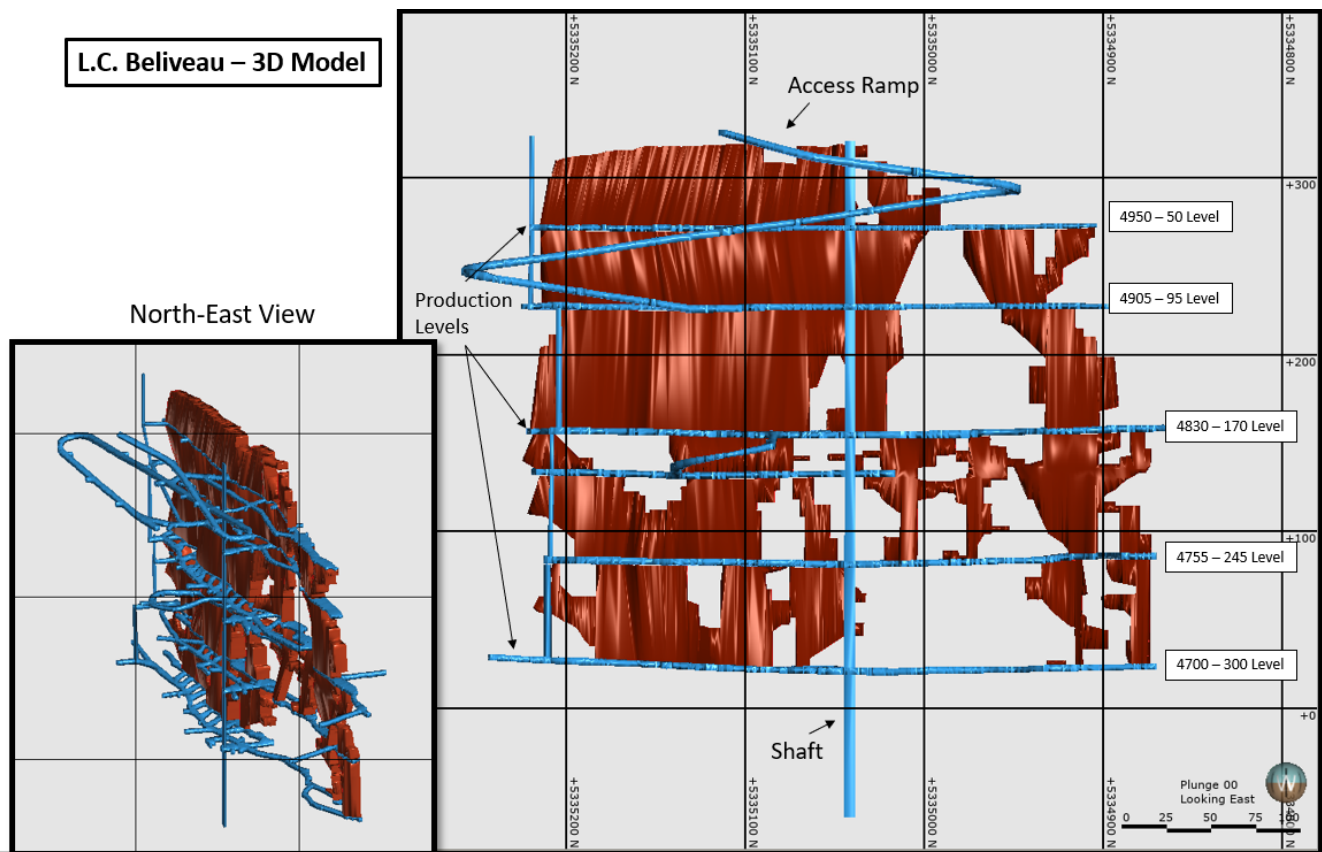 L.C. Beliveau – 3D Model
North-East View
+5335200 N
+5335100 N
+5335000 N
+5334900 N
+5334800 N
Access Ramp
+300
4950 – 50 Level
Production
Levels
4905 – 95 Level
+200
4830 – 170 Level
+100
4755 – 245 Level
4700 – 300 Level
+0
Shaft
+5335200 N
+5335100 N
+5335000 N
+5334900 N
Plunge 00
Looking East
0 25 50 75 100